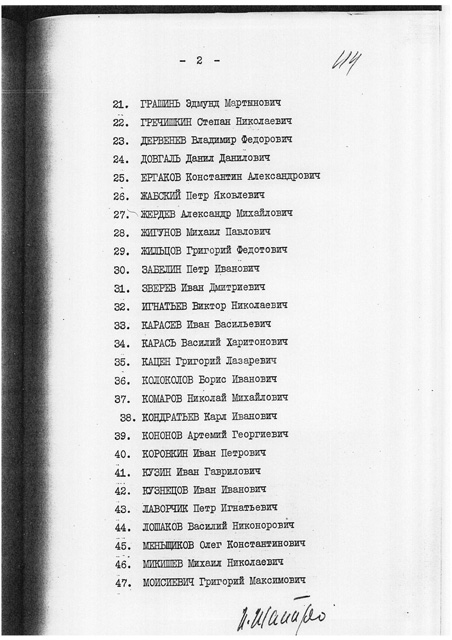 - 2 -
114
21. ГРАШИНЬ Эдмунд Мартынович
22. ГРЕЧИШКИН Степан Николаевич
23. ДЕРВЕНЕВ Владимир Федорович
24. ДОВГАЛЬ Данил Данилович
25. ЕРГАКОВ Константин Александрович
26. ЖАБСКИЙ Петр Яковлевич
27. ЖЕРДЕВ Александр Михайлович
28. ЖИГУНОВ Михаил Павлович
29. ЖИЛЬЦОВ Григорий Федотович
30. ЗАБЕЛИН Петр Иванович
31. ЗВЕРЕВ Иван Дмитриевич
32. ИГНАТЬЕВ Виктор Николаевич
33. КАРАСЕВ Иван Васильевич
34. КАРАСЬ Василий Харитонович
35. КАЦЕН Григорий Лазаревич
36. КОЛОКОЛОВ Борис Иванович
37. КОМАРОВ Николай Михайлович
38. КОНДРАТЬЕВ Карл Иванович
39. КОНОНОВ Артемий Георгиевич
40. КОРОВКИН Иван Петрович
41. КУЗИН Иван Гаврилович
42. КУЗНЕЦОВ Иван Иванович
43. ЛАВОРЧИК Петр Игнатьевич
44. ЛОШАКОВ Василий Никонорович
45. МЕНЬЩИКОВ Олег Константинович
46. МИКИШЕВ Михаил Николаевич
47. МОИСИЕВИЧ Григорий Максимович
И. Шапиро